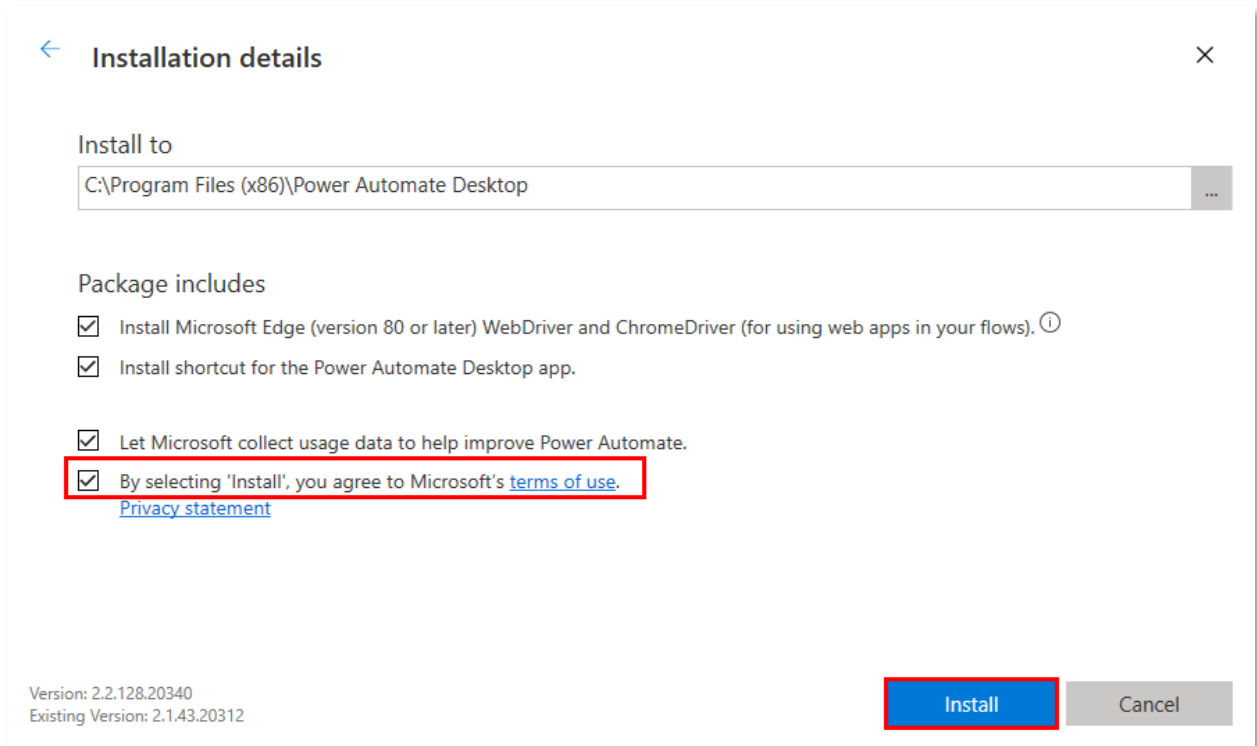 Installation details
Install to
C:\Program Files (x86)\Power Automate Desktop
...
Package includes
Install Microsoft Edge (version 80 or later) WebDriver and ChromeDriver (for using web apps in your flows).
Install shortcut for the Power Automate Desktop app.
Let Microsoft collect usage data to help improve Power Automate.
By selecting 'Install', you agree to Microsoft’s terms of use.
Privacy statement
Version: 2.2.128.20340
Existing Version: 2.1.43.20312
Install
Cancel